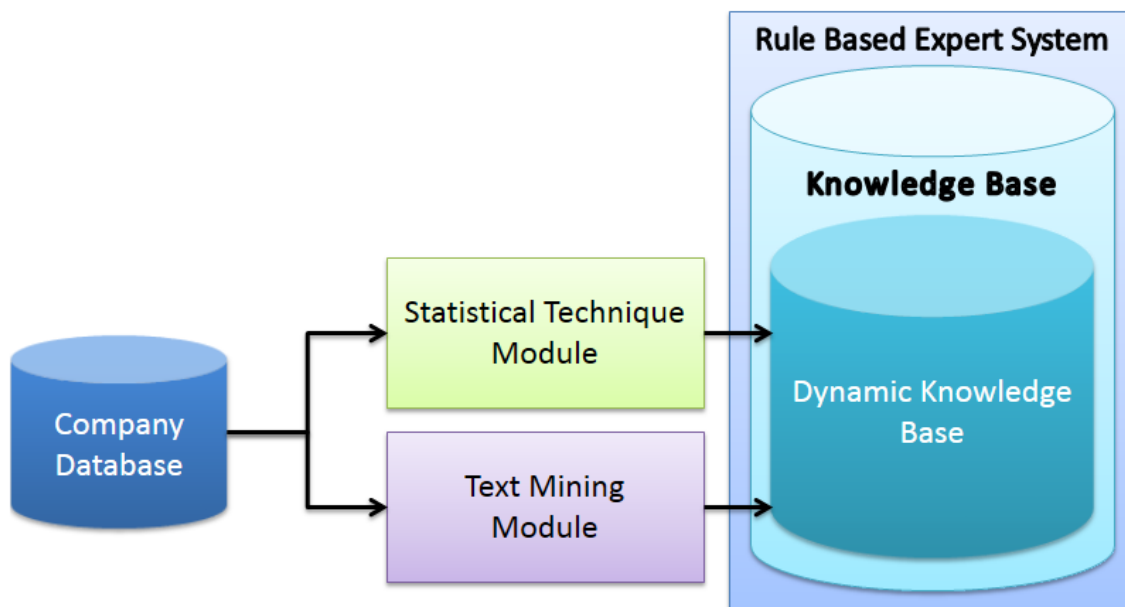 Rule Based Expert System
Knowledge Base
Statistical Technique
Module
Dynamic Knowledge
Base
Company
Database
Text Mining
Module